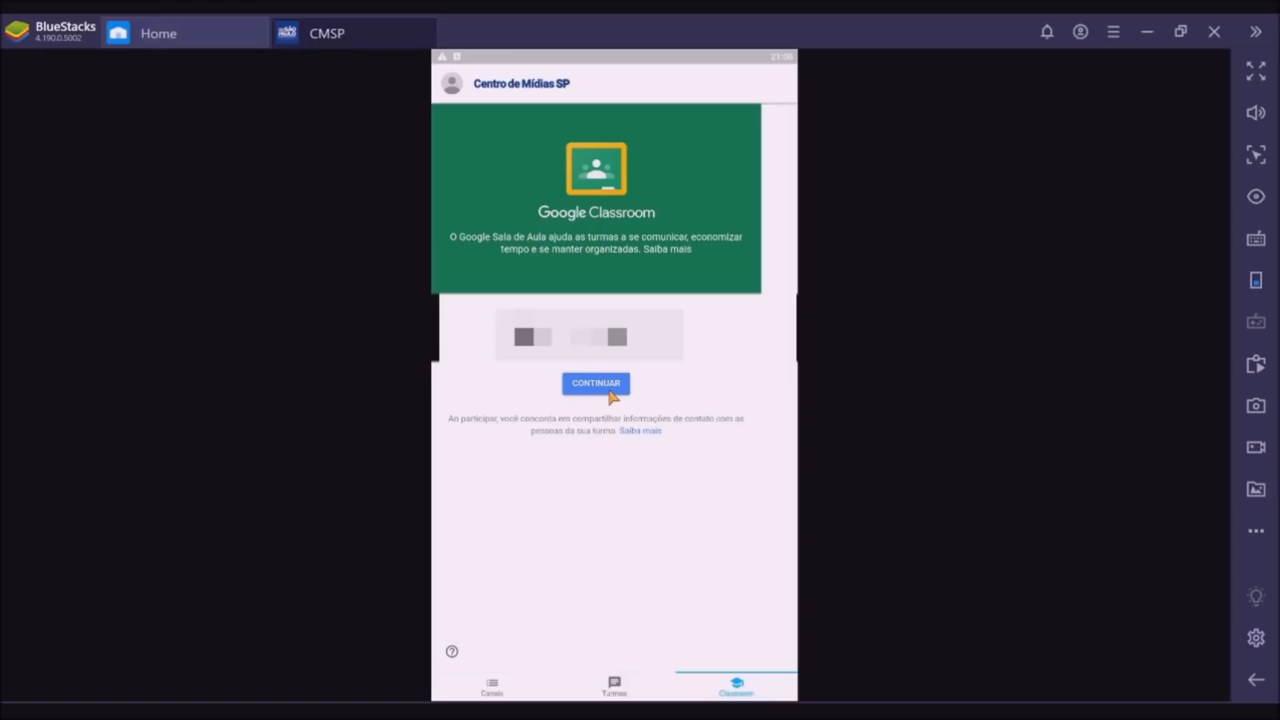 BlueStacks
4.190.0.5002
Home
CMSP
21:00
Centro de Mídias SP
Google Classroom
O Google Sala de Aula ajuda as turmas a se comunicar, economizar
tempo e se manter organizadas. Saiba mais
CONTINUAR
Ao participar, você concorda em compartilhar informações de contato com as
pessoas da sua turma. Saiba mais
Canais
Turmas
Classroom